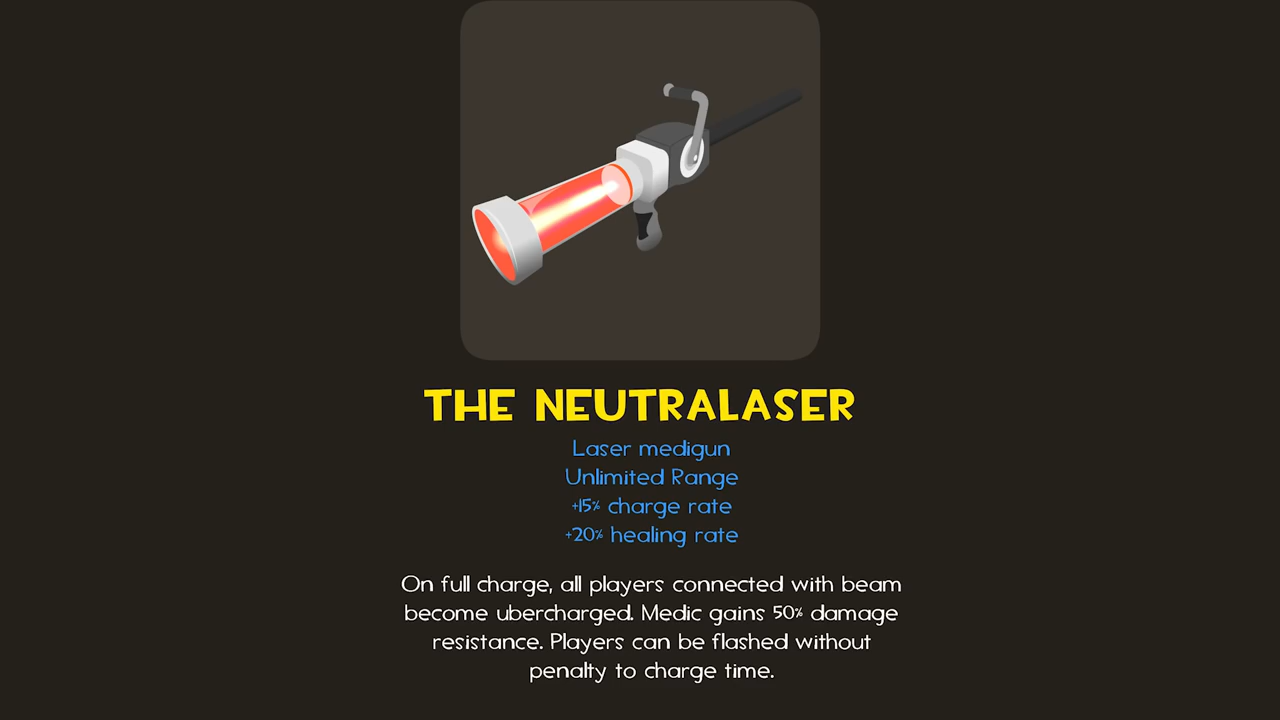 THE NEUTRALASER
Laser medigun
Unlimited Range
+15% charge rate
+20% healing rate
On full charge, all players connected with beam
become ubercharged. Medic gains 50% damage
resistance. Players can be flashed without
penalty to charge time.